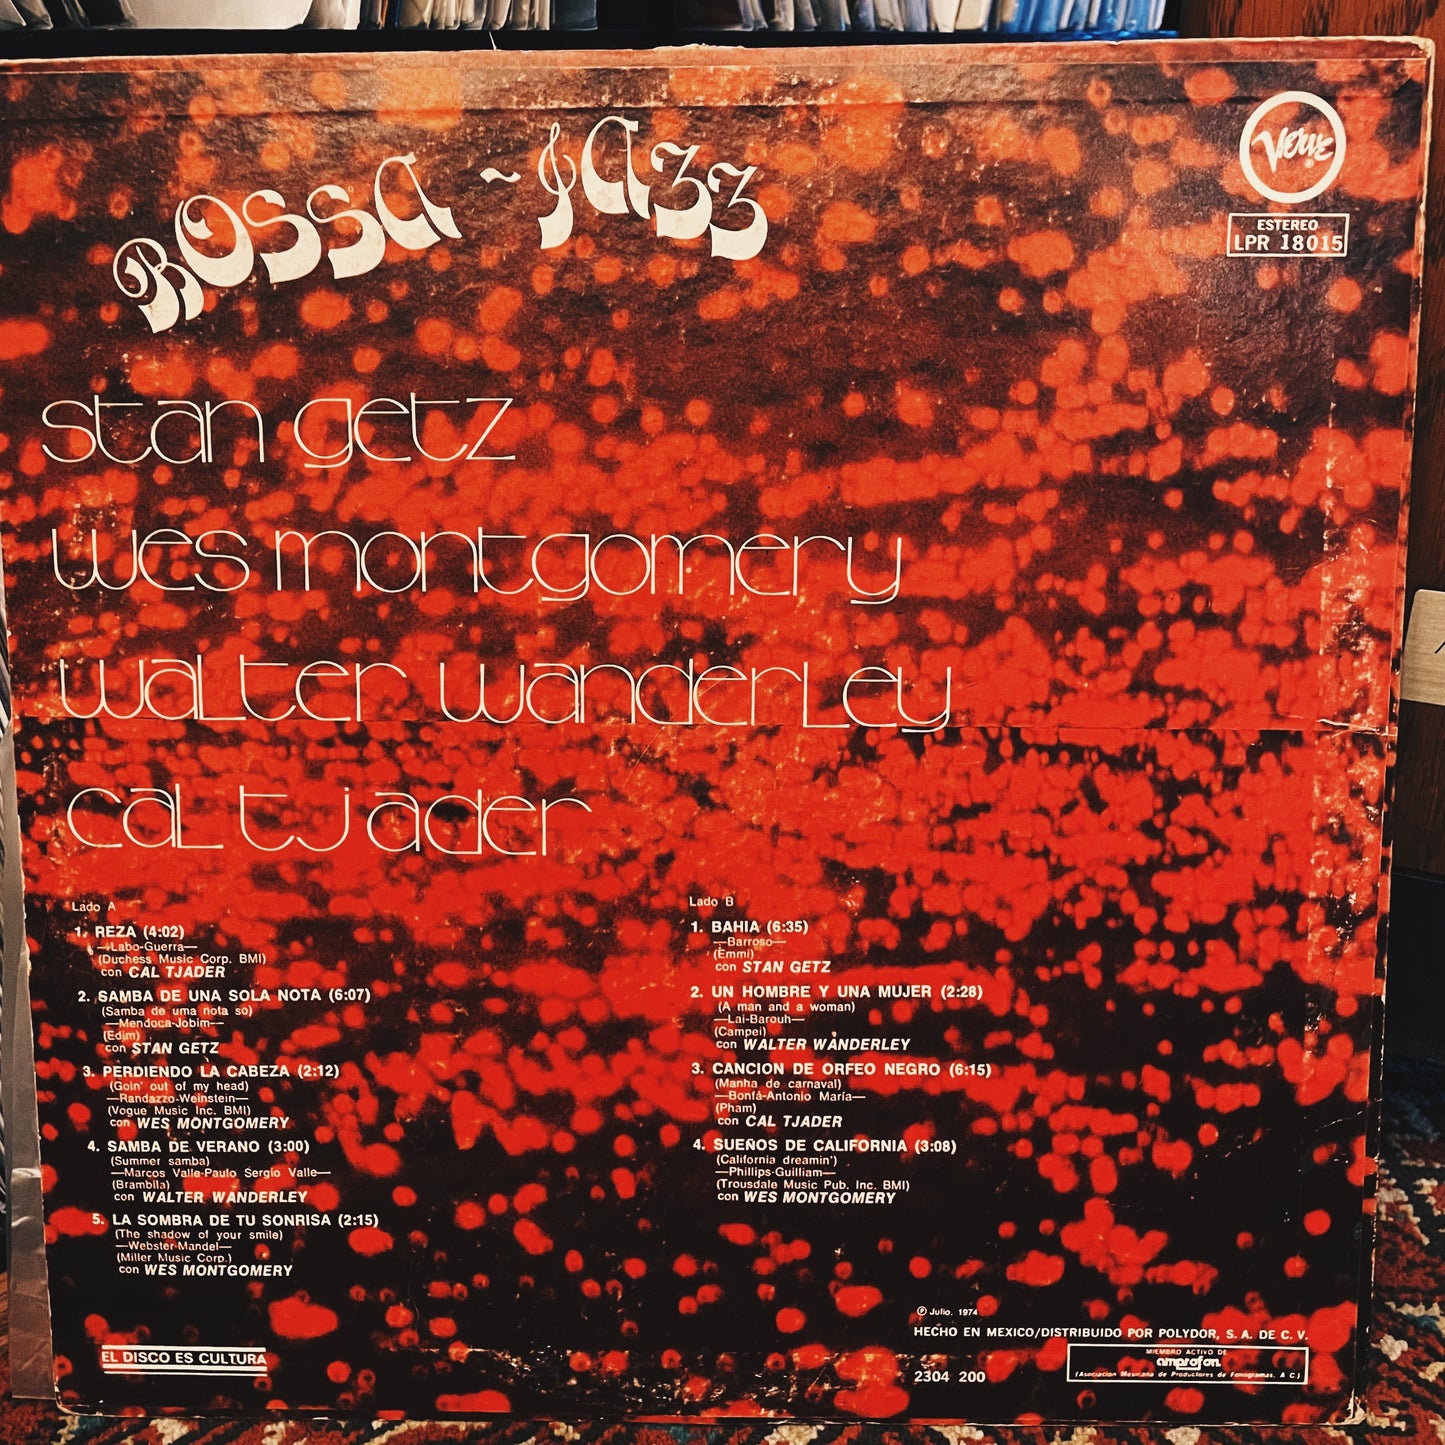 BOSSA~JAZZ
Verve
ESTEREO
LPR 18015
stan getz
wes montgomery
walter wanderley
cal tjader
Lado A
1. REZA (4:02)
—Labo-Guerra—
(Duchess Music Corp. BMI)
con CAL TJADER
2. SAMBA DE UNA SOLA NOTA (6:07)
(Samba de uma nota so)
—Mendoca-Jobim—
(Edim)
con STAN GETZ
3. PERDIENDO LA CABEZA (2:12)
(Goin' out of my head)
—Randazzo-Weinstein—
(Vogue Music Inc. BMI)
con WES MONTGOMERY
4. SAMBA DE VERANO (3:00)
(Summer samba)
—Marcos Valle-Paulo Sergio Valle—
(Brambila)
con WALTER WANDERLEY
5. LA SOMBRA DE TU SONRISA (2:15)
(The shadow of your smile)
—Webster-Mandel—
(Miller Music Corp.)
con WES MONTGOMERY
Lado B
1. BAHIA (6:35)
—Barroso—
(Emmi)
con STAN GETZ
2. UN HOMBRE Y UNA MUJER (2:28)
(A man and a woman)
—Lai-Barouh—
(Campei)
con WALTER WANDERLEY
3. CANCION DE ORFEO NEGRO (6:15)
(Manha de carnaval)
—Bonfá-Antonio María—
(Pham)
con CAL TJADER
4. SUEÑOS DE CALIFORNIA (3:08)
(California dreamin')
—Phillips-Guilliam—
(Trousdale Music Pub. Inc. BMI)
con WES MONTGOMERY
℗ Julio, 1974
HECHO EN MEXICO/DISTRIBUIDO POR POLYDOR, S. A. DE C. V.
EL DISCO ES CULTURA
2304 200
MIEMBRO ACTIVO DE
amprofon
(Asociacion Mexicana de Productores de Fonogramas, A C)